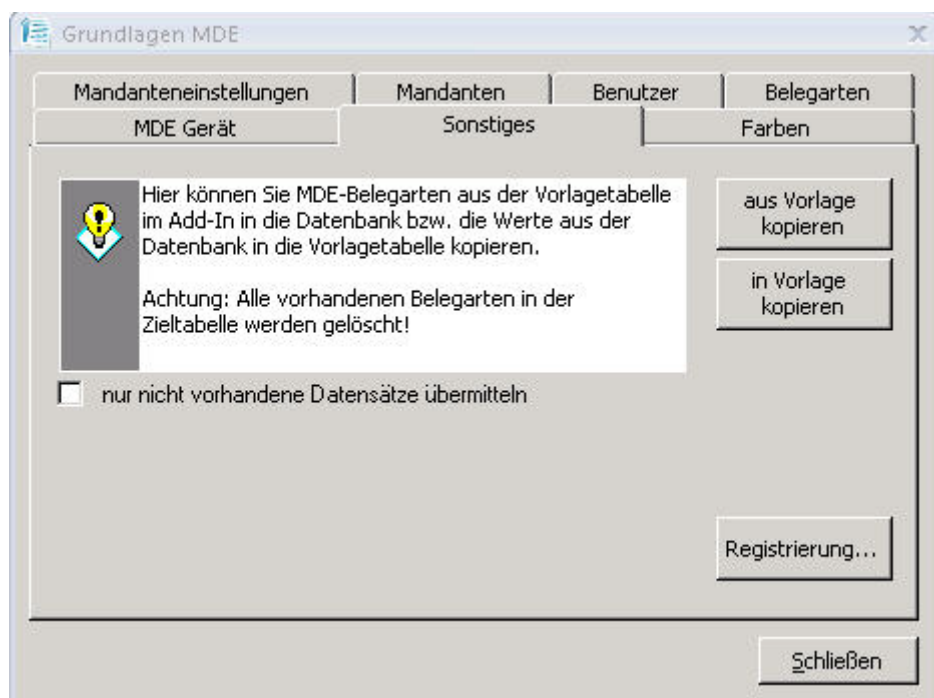 Grundlagen MDE
Mandanteneinstellungen Mandanten Benutzer Belegarten
MDE Gerät Sonstiges Farben
Hier können Sie MDE-Belegarten aus der Vorlagetabelle
im Add-In in die Datenbank bzw. die Werte aus der
Datenbank in die Vorlagetabelle kopieren.
Achtung: Alle vorhandenen Belegarten in der
Zieltabelle werden gelöscht!
aus Vorlage
kopieren
in Vorlage
kopieren
nur nicht vorhandene Datensätze übermitteln
Registrierung...
Schließen